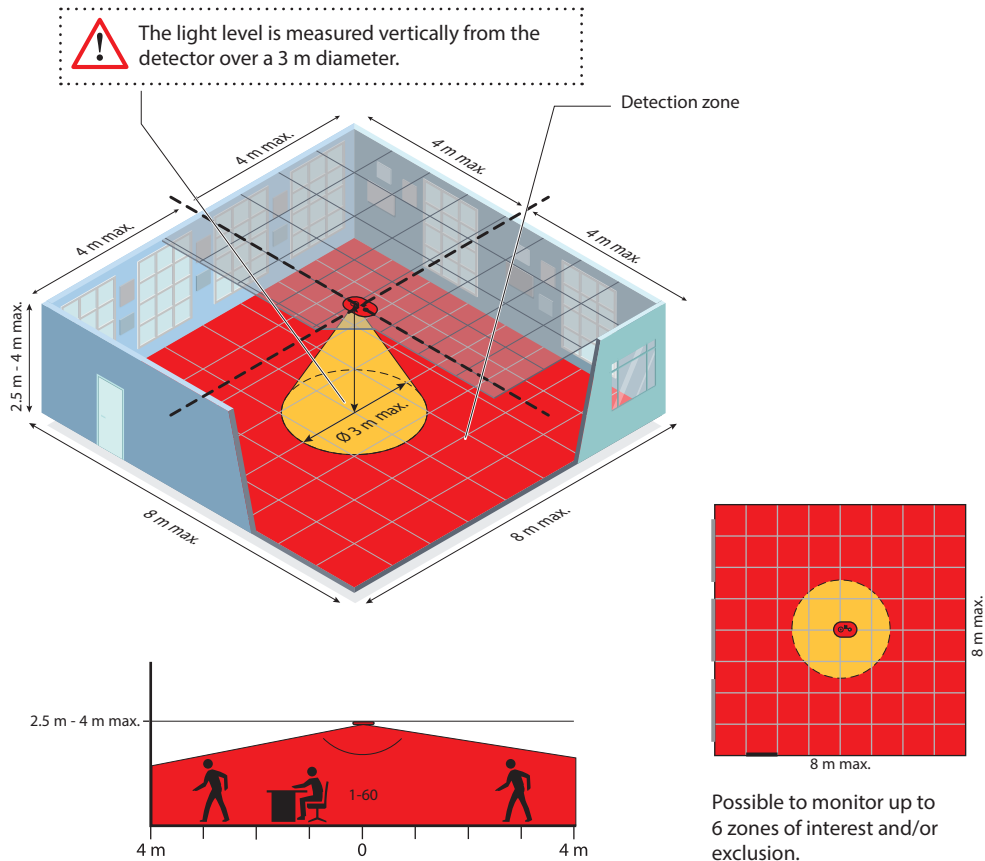 The light level is measured vertically from the
detector over a 3 m diameter.
Detection zone
4 m max.
4 m max.
4 m max.
4 m max.
2.5 m - 4 m max.
Ø 3 m max.
8 m max.
8 m max.
2.5 m - 4 m max.
1-60
4 m
0
4 m
8 m max.
8 m max.
Possible to monitor up to
6 zones of interest and/or
exclusion.